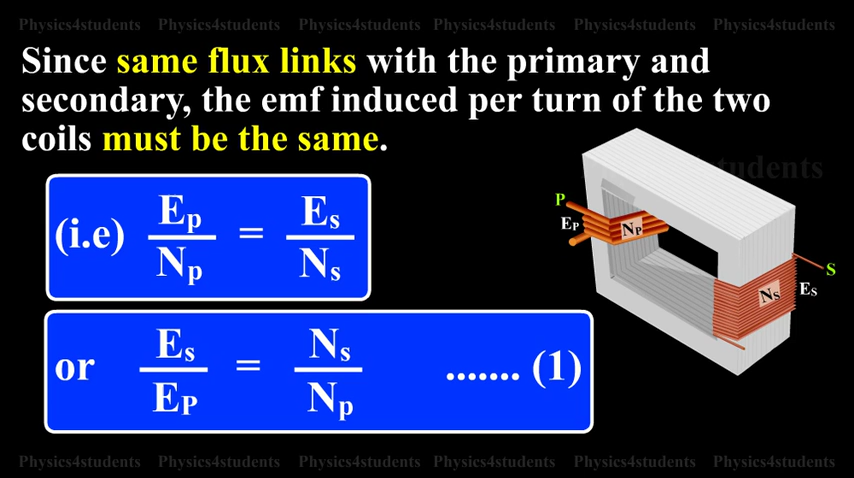 Physics4students Physics4students Physics4students Physics4students Physics4students Physics4students
Since same flux links with the primary and
secondary, the emf induced per turn of the two
coils must be the same.
students
(i.e) Ep / Np = Es / Ns
P
EP
NP
S
ES
NS
or Es / EP = Ns / Np ....... (1)
Physics4students Physics4students Physics4students Physics4students Physics4students Physics4students